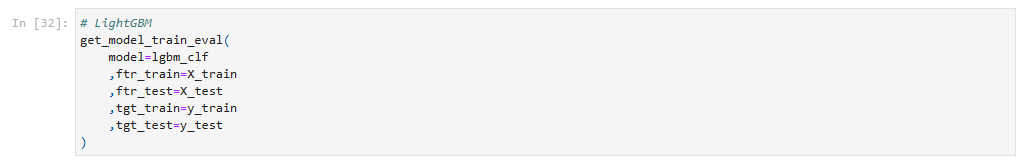 In [32]: # LightGBM
get_model_train_eval(
    model=lgbm_clf
    ,ftr_train=X_train
    ,ftr_test=X_test
    ,tgt_train=y_train
    ,tgt_test=y_test
)